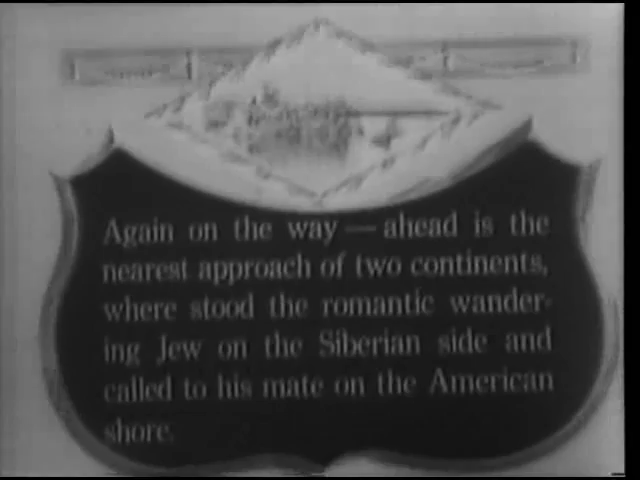 Again on the way — ahead is the
nearest approach of two continents,
where stood the romantic wander-
ing Jew on the Siberian side and
called to his mate on the American
shore.